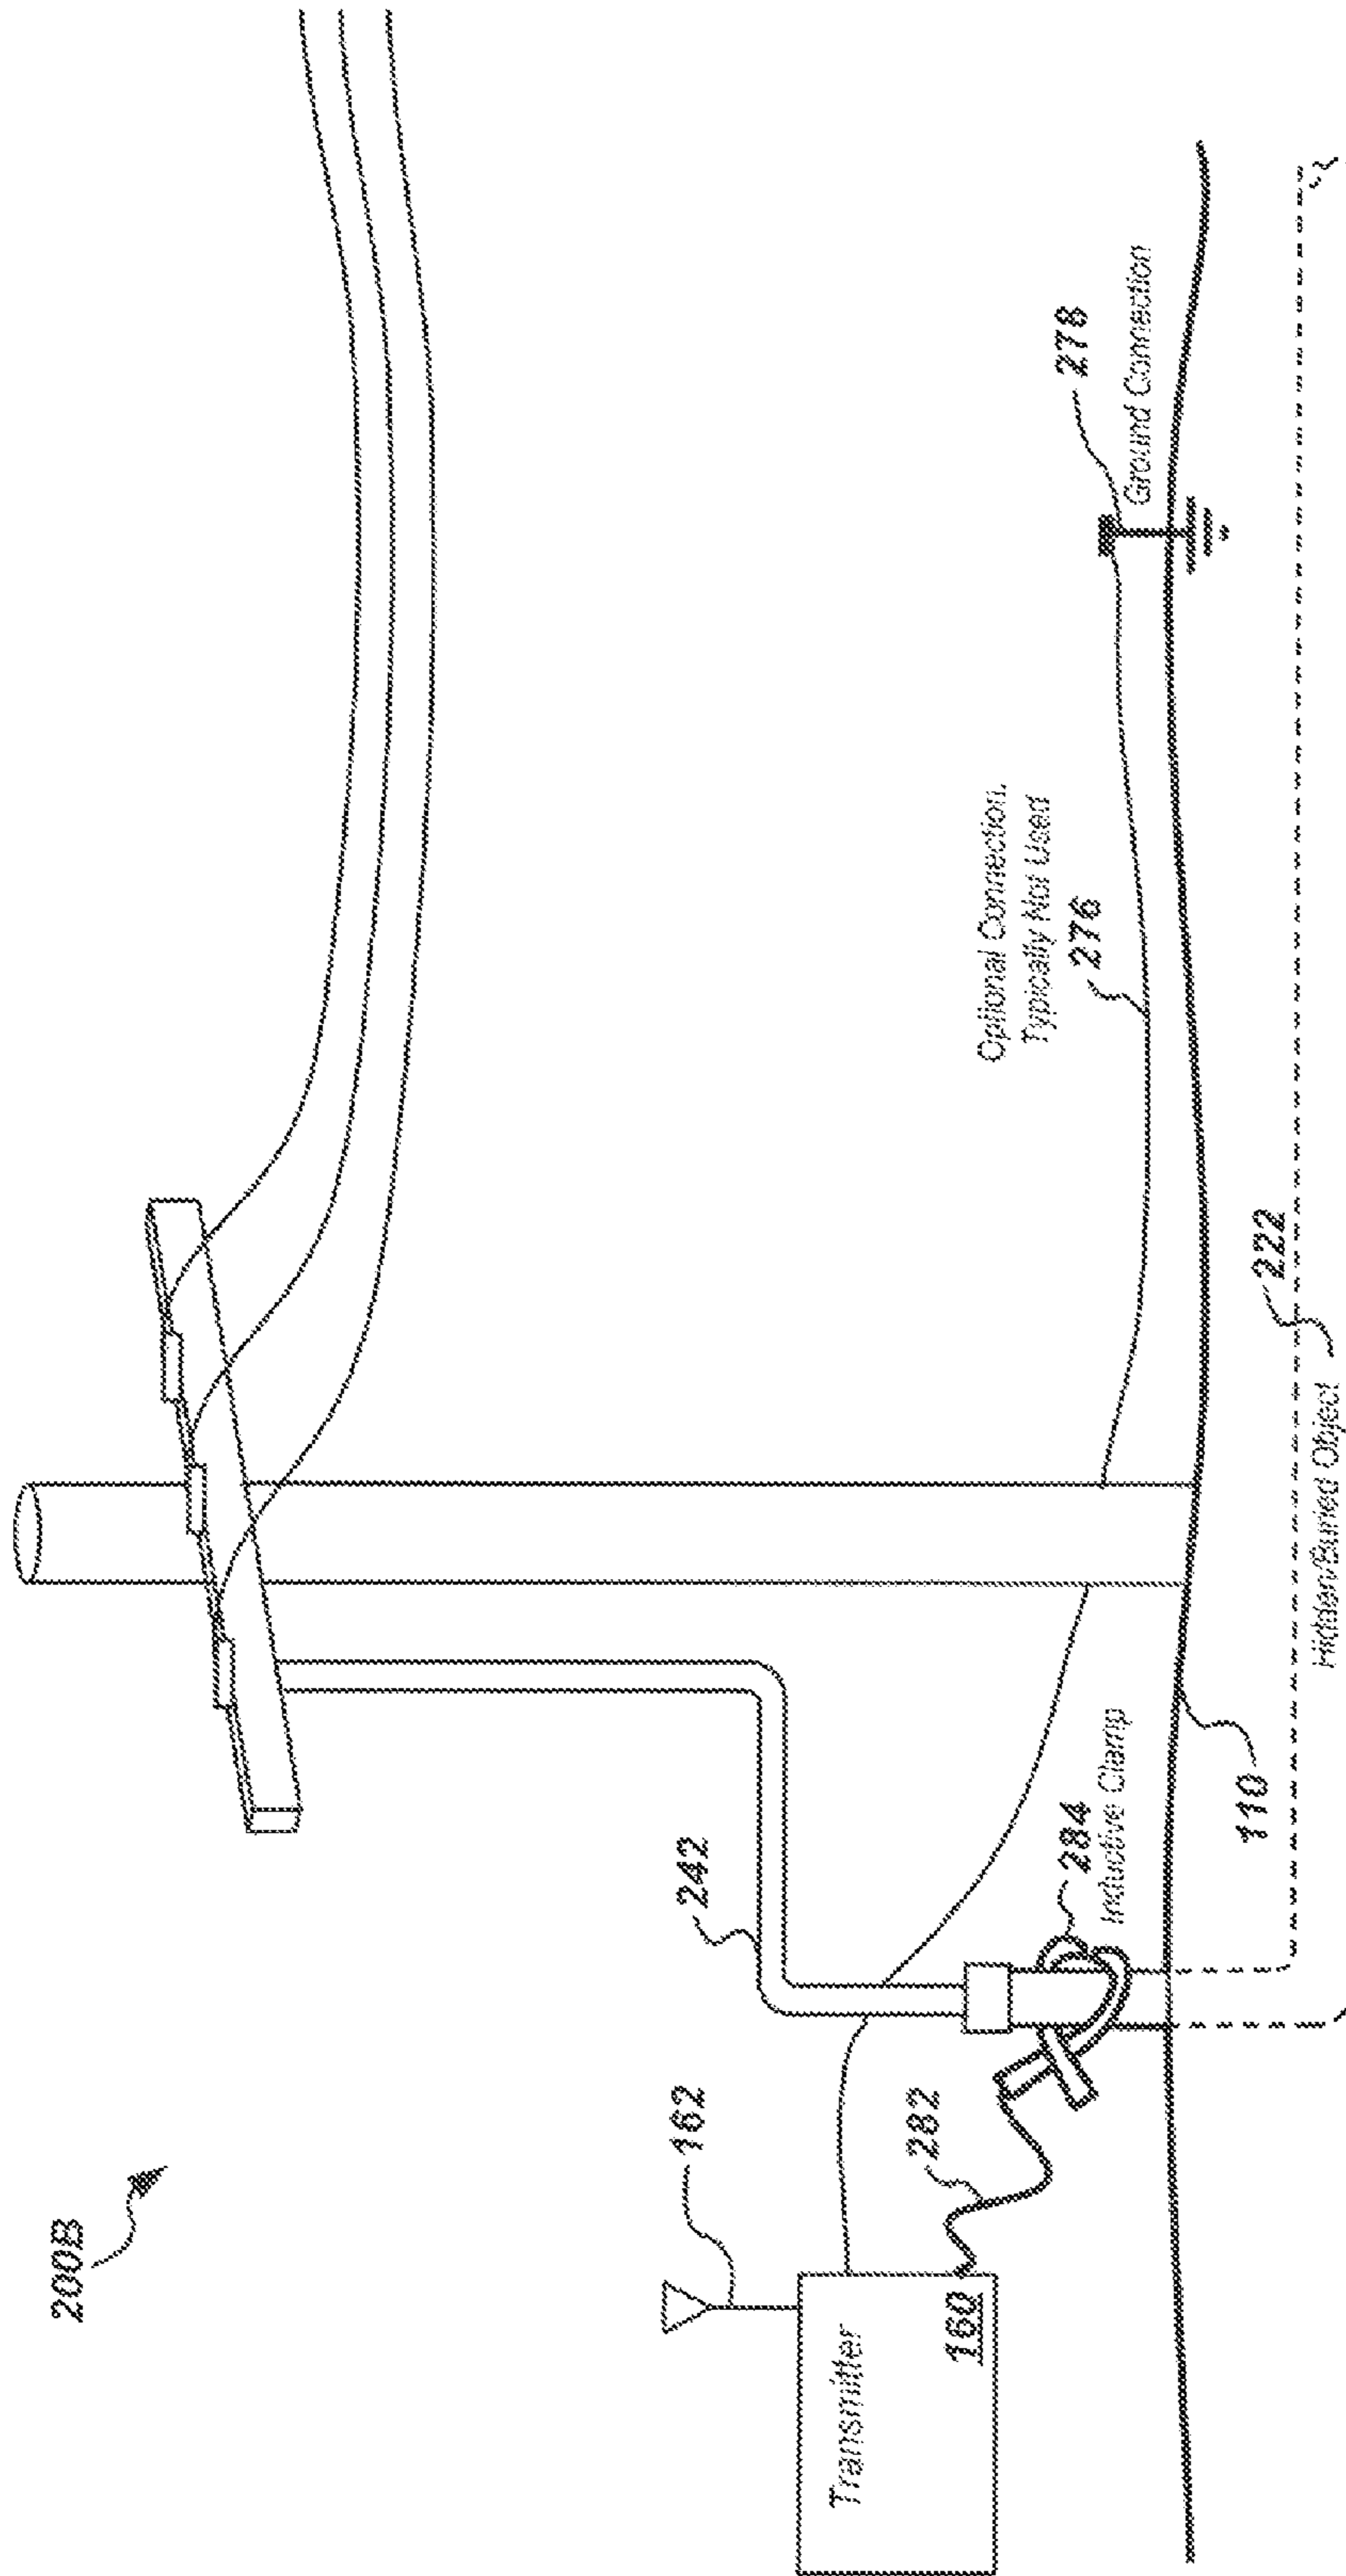 200B
162
Transmitter
160
282
242
284
Inductive Clamp
110
Optional Connection.
Typically Not Used
276
278
Ground Connection
Hidden/Buried Object
222